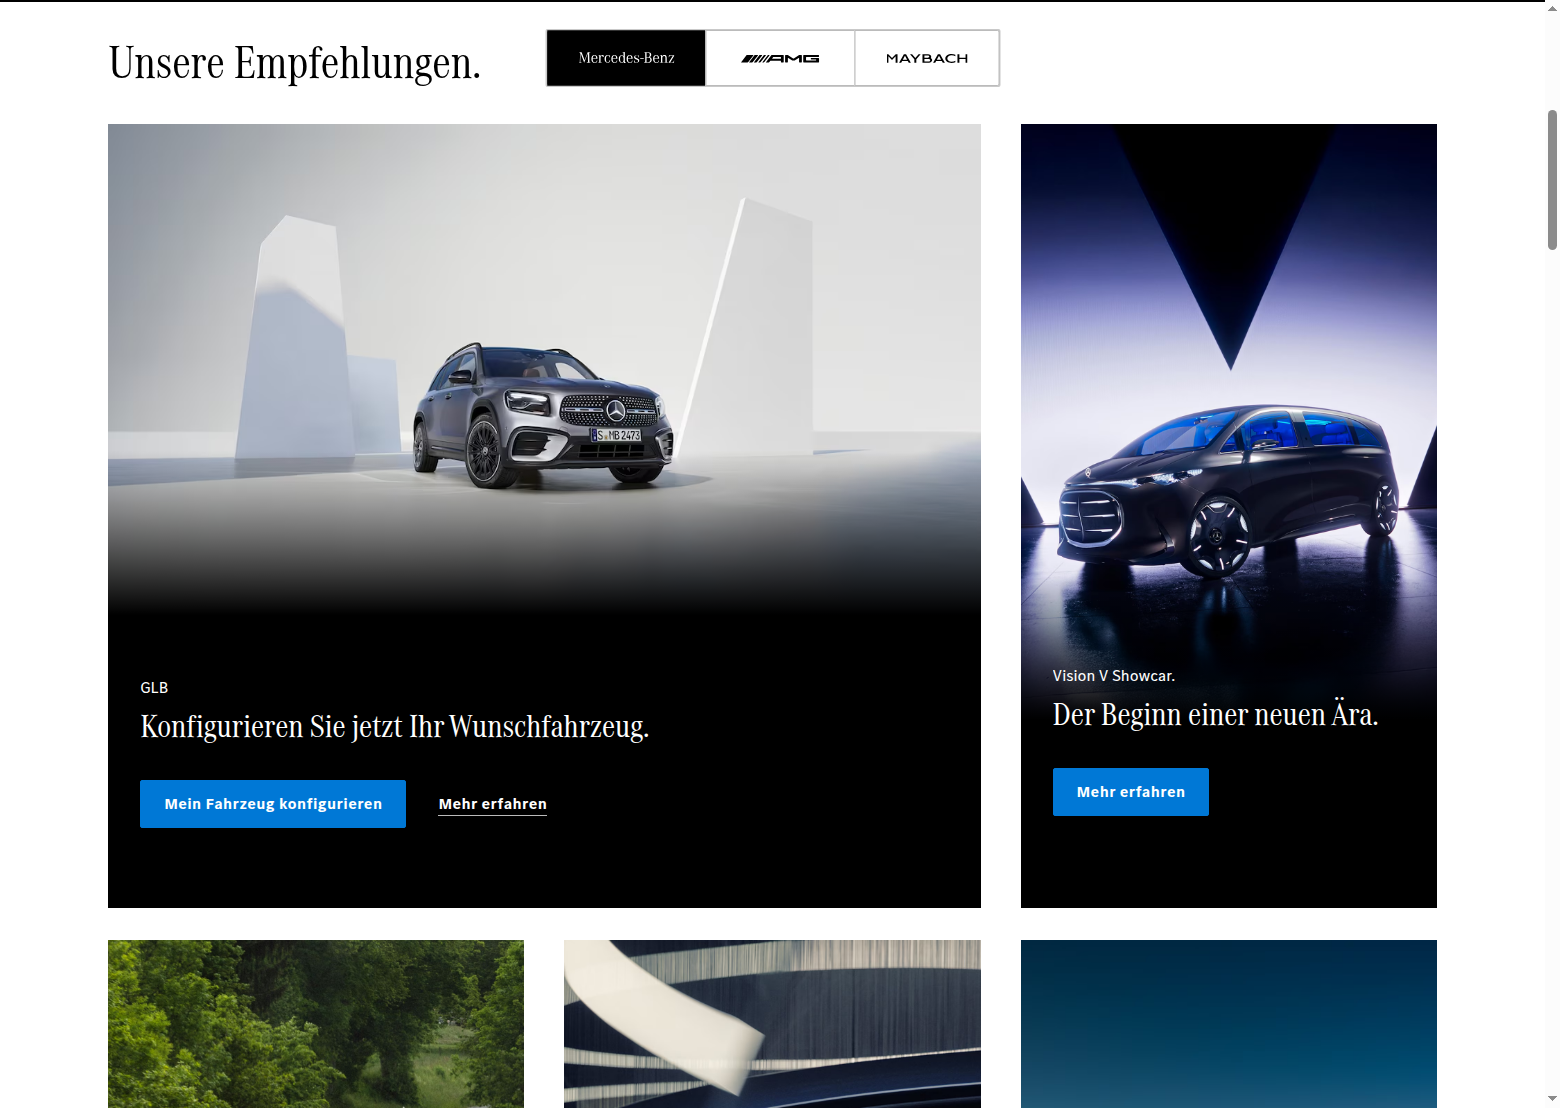 Unsere Empfehlungen.
Mercedes-Benz
AMG
MAYBACH
S MB 2473
GLB
Konfigurieren Sie jetzt Ihr Wunschfahrzeug.
Mein Fahrzeug konfigurieren
Mehr erfahren
Vision V Showcar.
Der Beginn einer neuen Ära.
Mehr erfahren